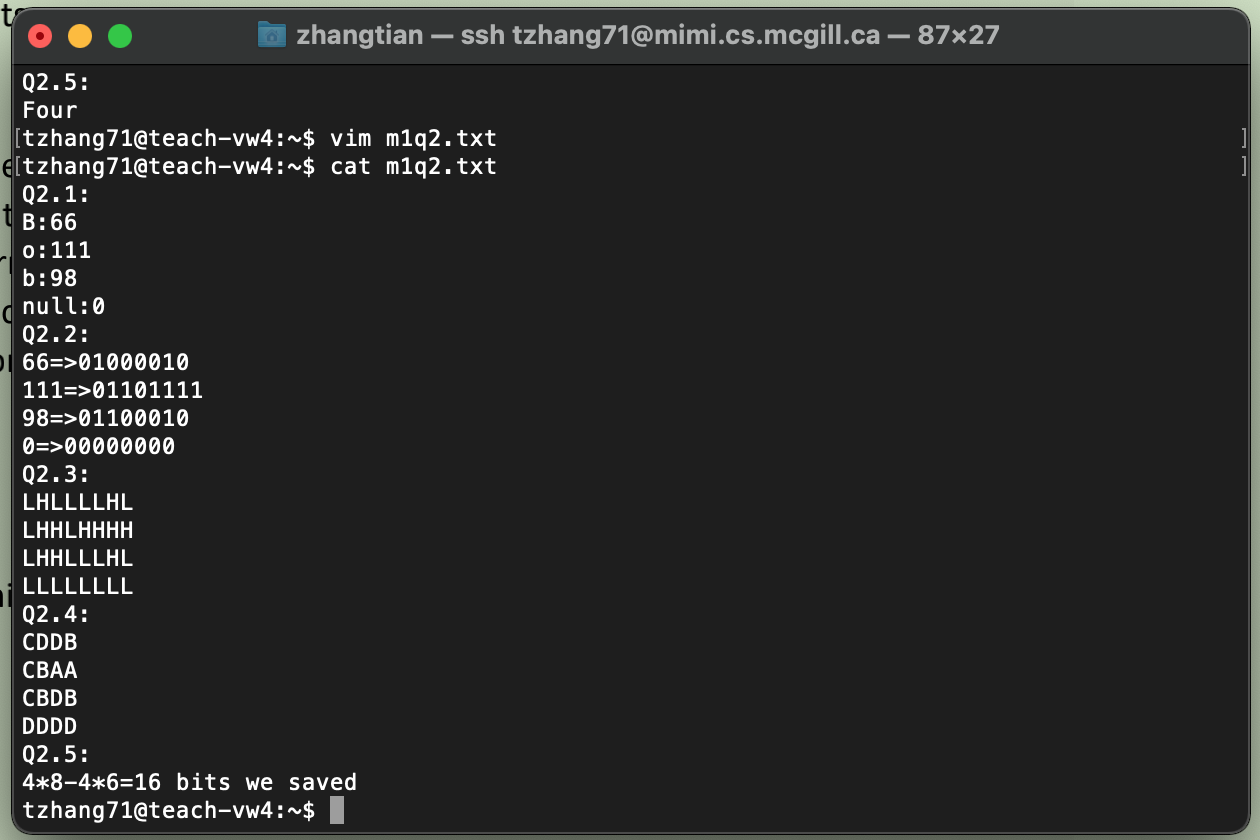 zhangtian — ssh tzhang71@mimi.cs.mcgill.ca — 87×27
Q2.5:
Four
[tzhang71@teach-vw4:~$ vim m1q2.txt ]
[tzhang71@teach-vw4:~$ cat m1q2.txt ]
Q2.1:
B:66
o:111
b:98
null:0
Q2.2:
66=>01000010
111=>01101111
98=>01100010
0=>00000000
Q2.3:
LHLLLLHL
LHHLHHHH
LHHLLLHL
LLLLLLLL
Q2.4:
CDDB
CBAA
CBDB
DDDD
Q2.5:
4*8-4*6=16 bits we saved
tzhang71@teach-vw4:~$